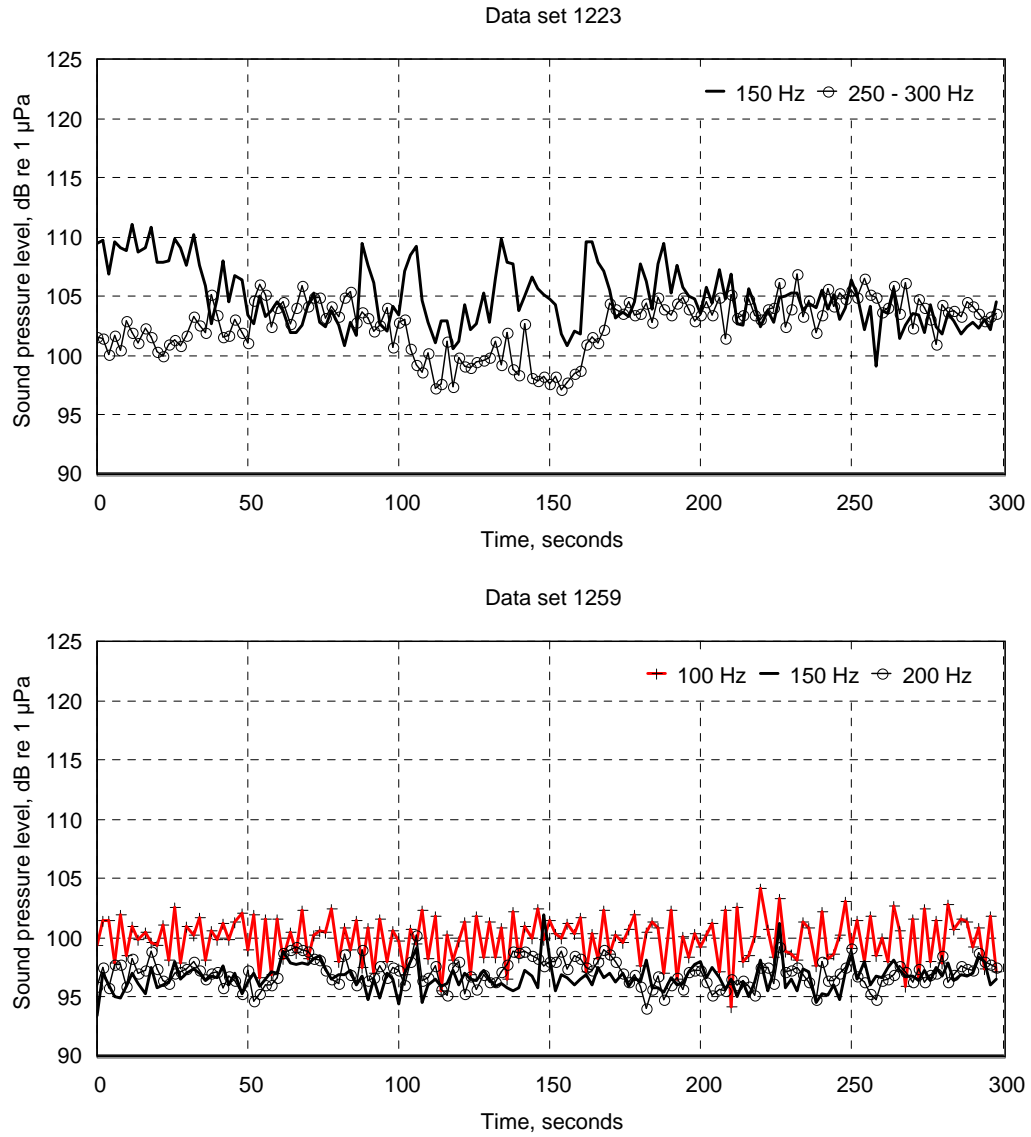 Data set 1223
125
120
115
110
105
100
95
90
Sound pressure level, dB re 1 µPa
150 Hz 250 - 300 Hz
0 50 100 150 200 250 300
Time, seconds
Data set 1259
125
120
115
110
105
100
95
90
Sound pressure level, dB re 1 µPa
100 Hz 150 Hz 200 Hz
0 50 100 150 200 250 300
Time, seconds